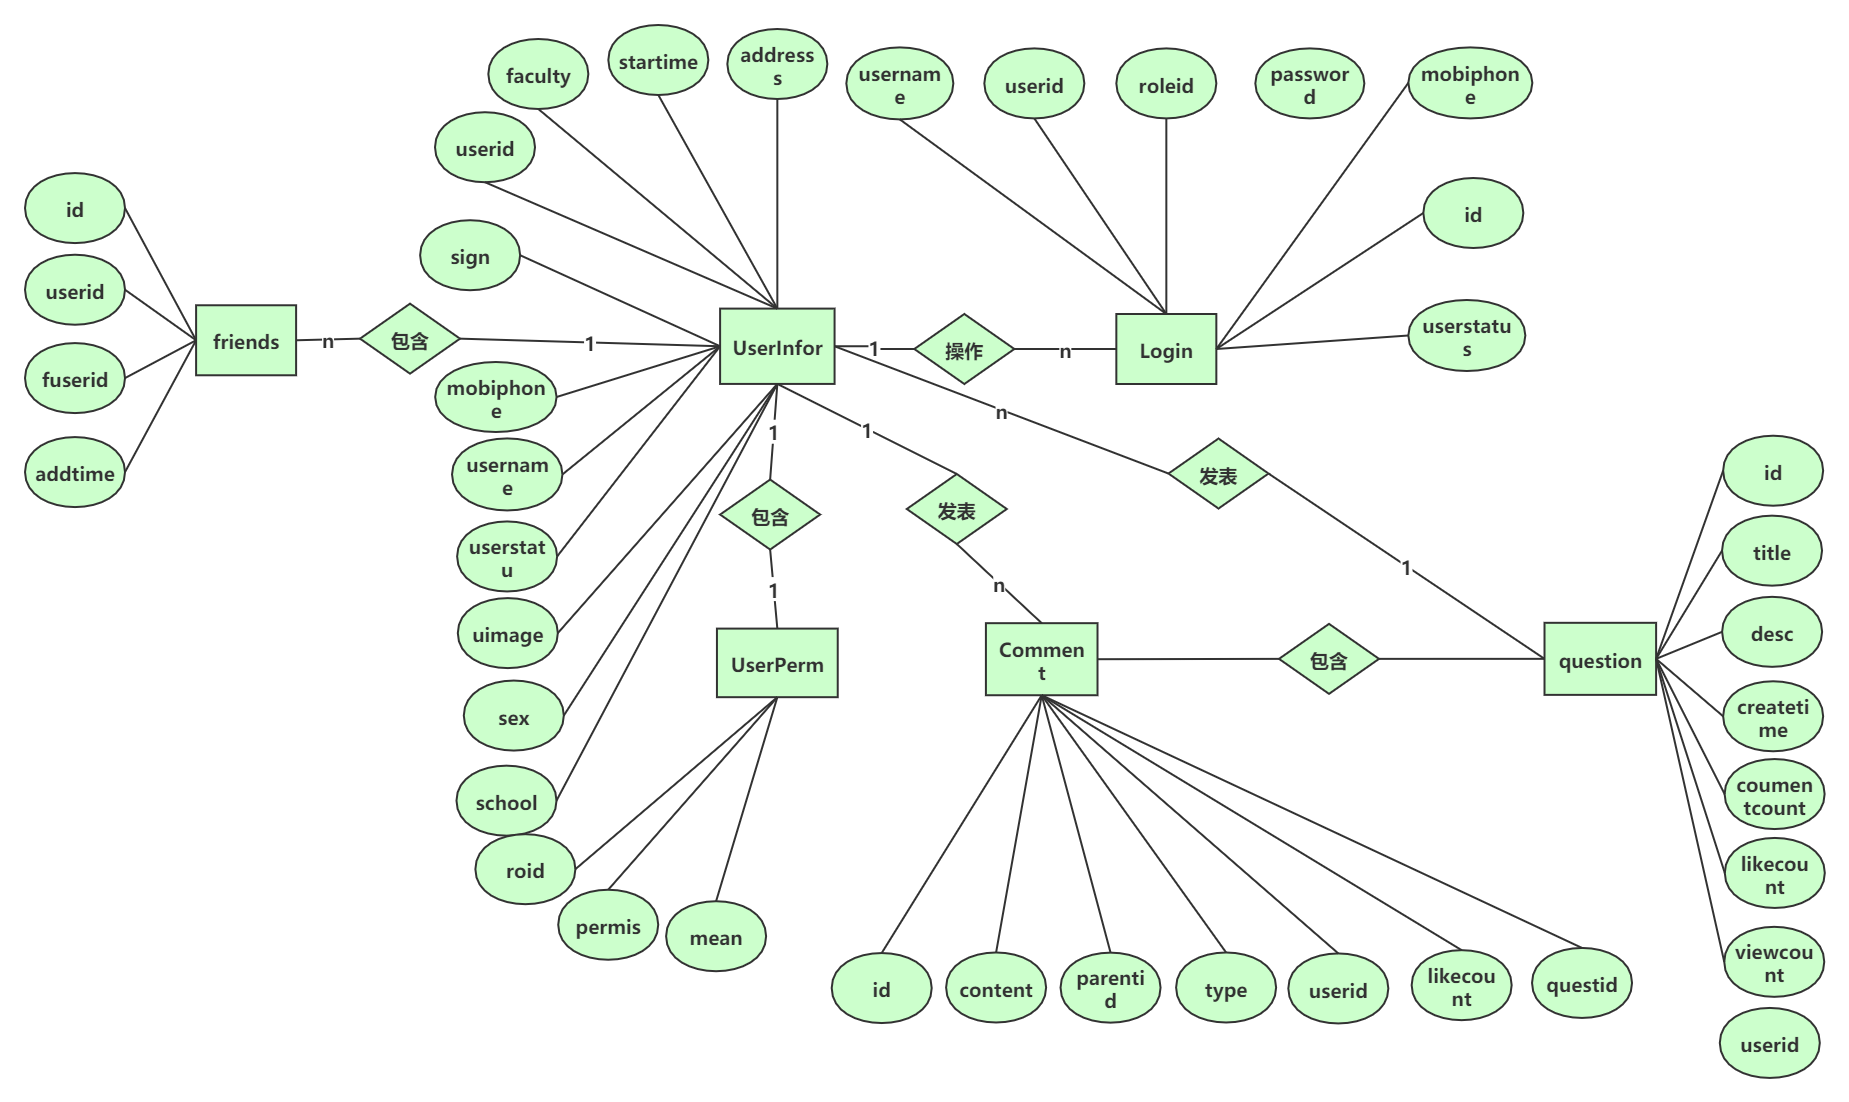 faculty
startime
addres
s
usernam
e
userid
roleid
passwor
d
mobiphon
e
userid
id
id
sign
userid
userstatu
s
friends
n
包含
1
UserInfor
1
操作
n
Login
fuserid
mobiphon
e
n
1
1
addtime
usernam
e
包含
发表
发表
id
userstat
u
1
n
1
title
uimage
UserPerm
Commen
t
包含
question
desc
sex
createti
me
school
coumen
tcount
roid
likecou
nt
permis
mean
viewcou
nt
id
content
parenti
d
type
userid
likecou
nt
questid
userid